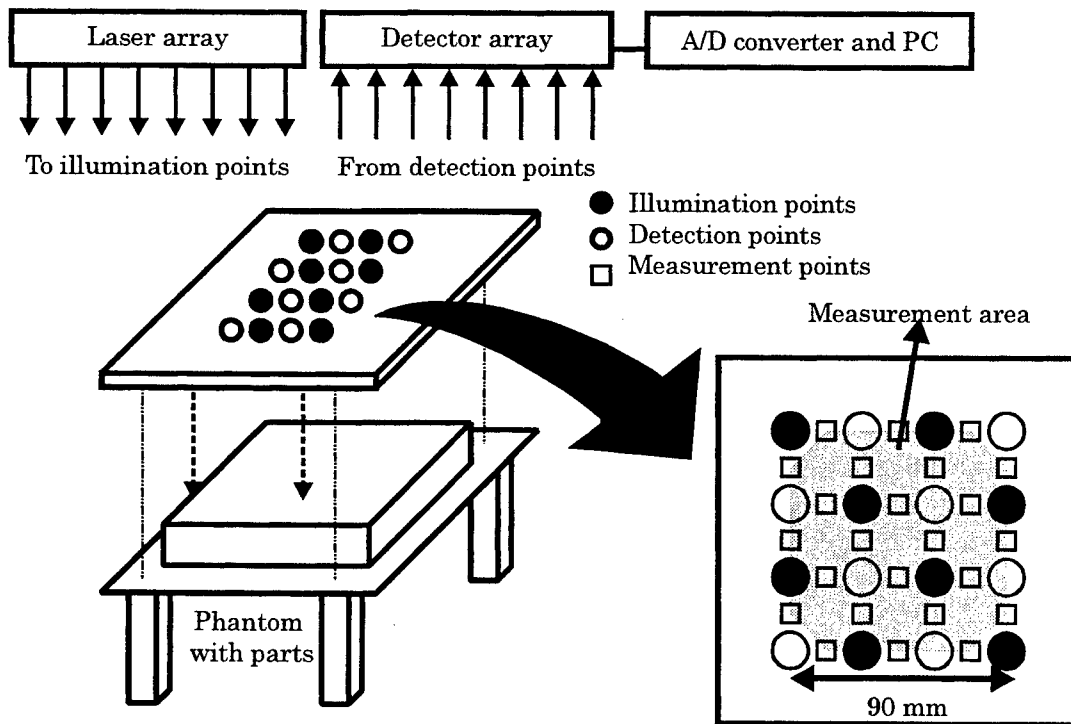 Laser array
Detector array
A/D converter and PC
To illumination points
From detection points
Illumination points
Detection points
Measurement points
Measurement area
Phantom
with parts
90 mm